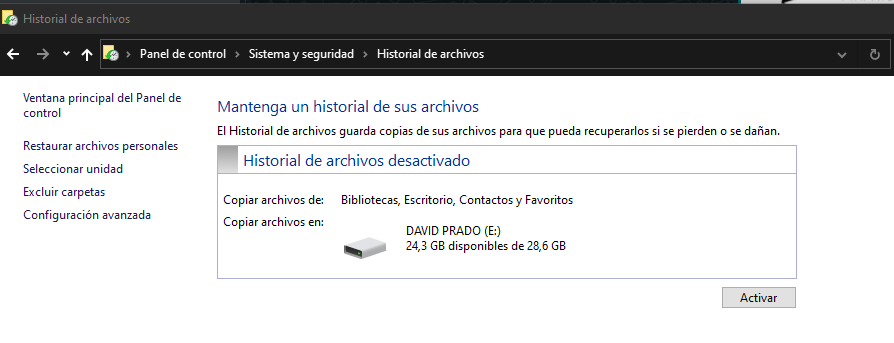 Historial de archivos
Panel de control > Sistema y seguridad > Historial de archivos
Ventana principal del Panel de
control
Restaurar archivos personales
Seleccionar unidad
Excluir carpetas
Configuración avanzada
Mantenga un historial de sus archivos
El Historial de archivos guarda copias de sus archivos para que pueda recuperarlos si se pierden o se dañan.
Historial de archivos desactivado
Copiar archivos de: Bibliotecas, Escritorio, Contactos y Favoritos
Copiar archivos en:
DAVID PRADO (E:)
24,3 GB disponibles de 28,6 GB
Activar